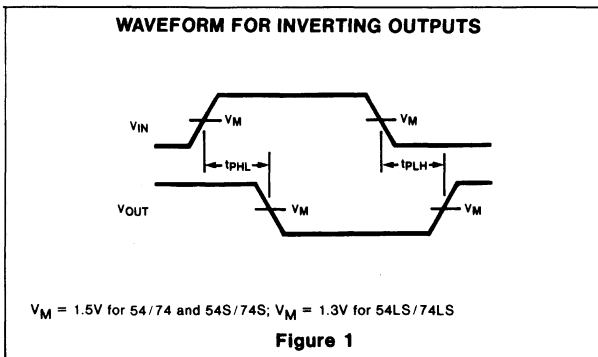 WAVEFORM FOR INVERTING OUTPUTS
VIN
VM
VM
tPHL
tPLH
VOUT
VM
VM
VM = 1.5V for 54/74 and 54S/74S; VM = 1.3V for 54LS/74LS
Figure 1